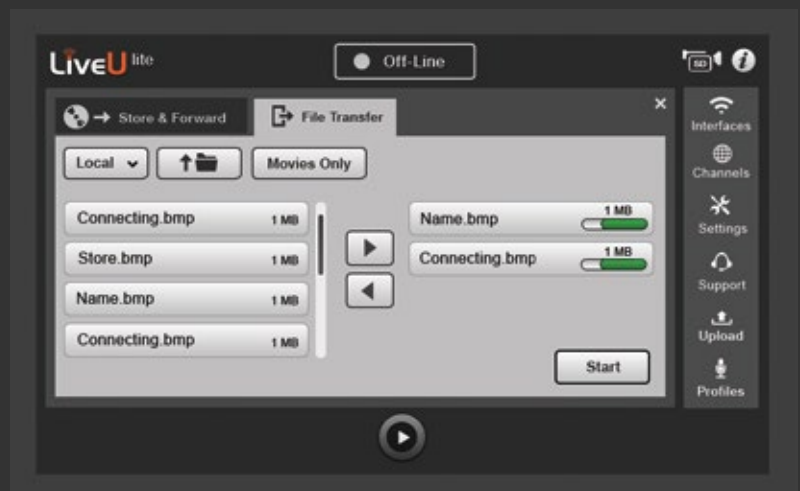 LiveU lite
Off-Line
SD
i
Store & Forward
File Transfer
Interfaces
Local
Movies Only
Channels
Connecting.bmp 1 MB
Name.bmp 1 MB
Settings
Store.bmp 1 MB
Connecting.bmp 1 MB
Support
Name.bmp 1 MB
Connecting.bmp 1 MB
Upload
Start
Profiles